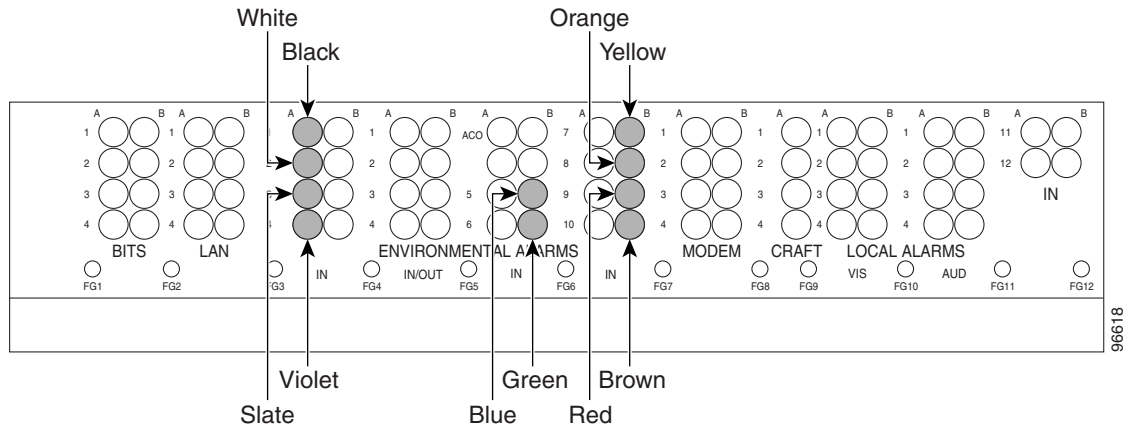 White Orange
Black Yellow
A B A B A B A B A B A B A B A B A B A B
1 1 1 ACO 7 1 1 1 1 11
2 2 2 8 2 2 2 2 12
3 3 3 5 9 3 3 3 3 IN
4 4 4 6 10 4 4 4 4
BITS LAN ENVIRONMENTAL ALARMS MODEM CRAFT LOCAL ALARMS
IN IN/OUT IN IN VIS AUD
FG1 FG2 FG3 FG4 FG5 FG6 FG7 FG8 FG9 FG10 FG11 FG12
96618
Violet Green Brown
Slate Blue Red